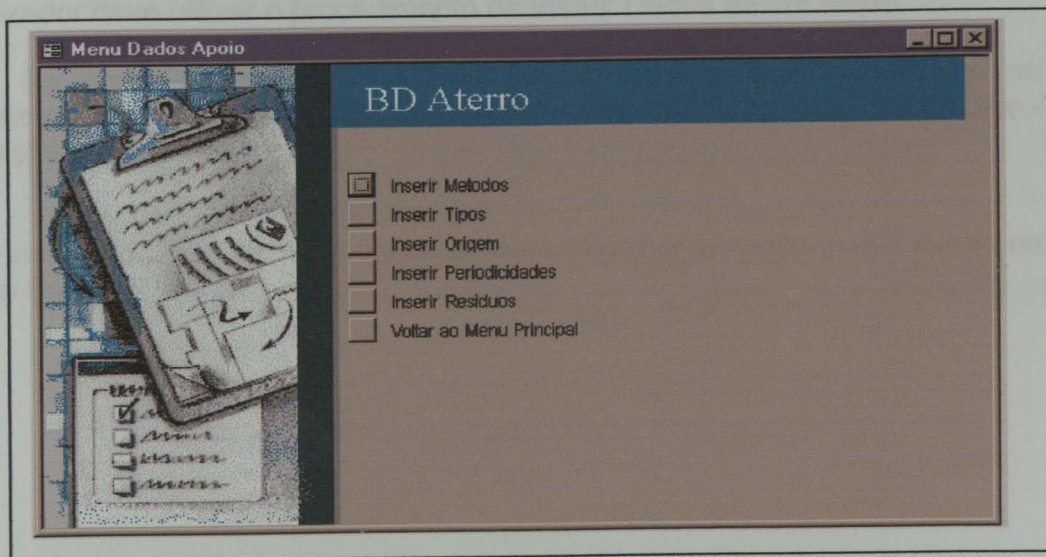 Menu Dados Apoio
BD Aterro
Inserir Metodos
Inserir Tipos
Inserir Origem
Inserir Periodicidades
Inserir Residuos
Voltar ao Menu Principal